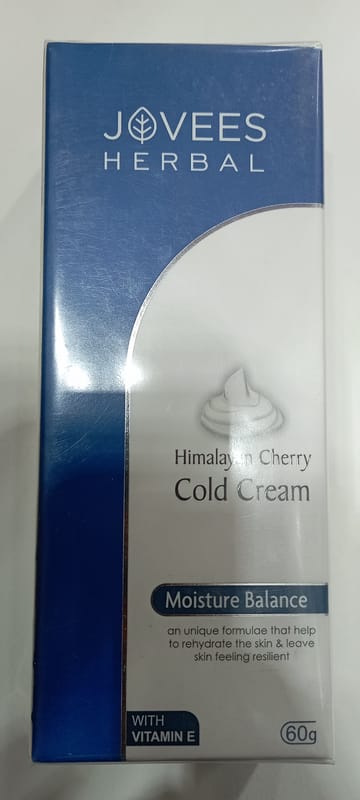 JOVEES
HERBAL
Himalayan Cherry
Cold Cream
Moisture Balance
an unique formulae that help
to rehydrate the skin & leave
skin feeling resilient
WITH
VITAMIN E
60g